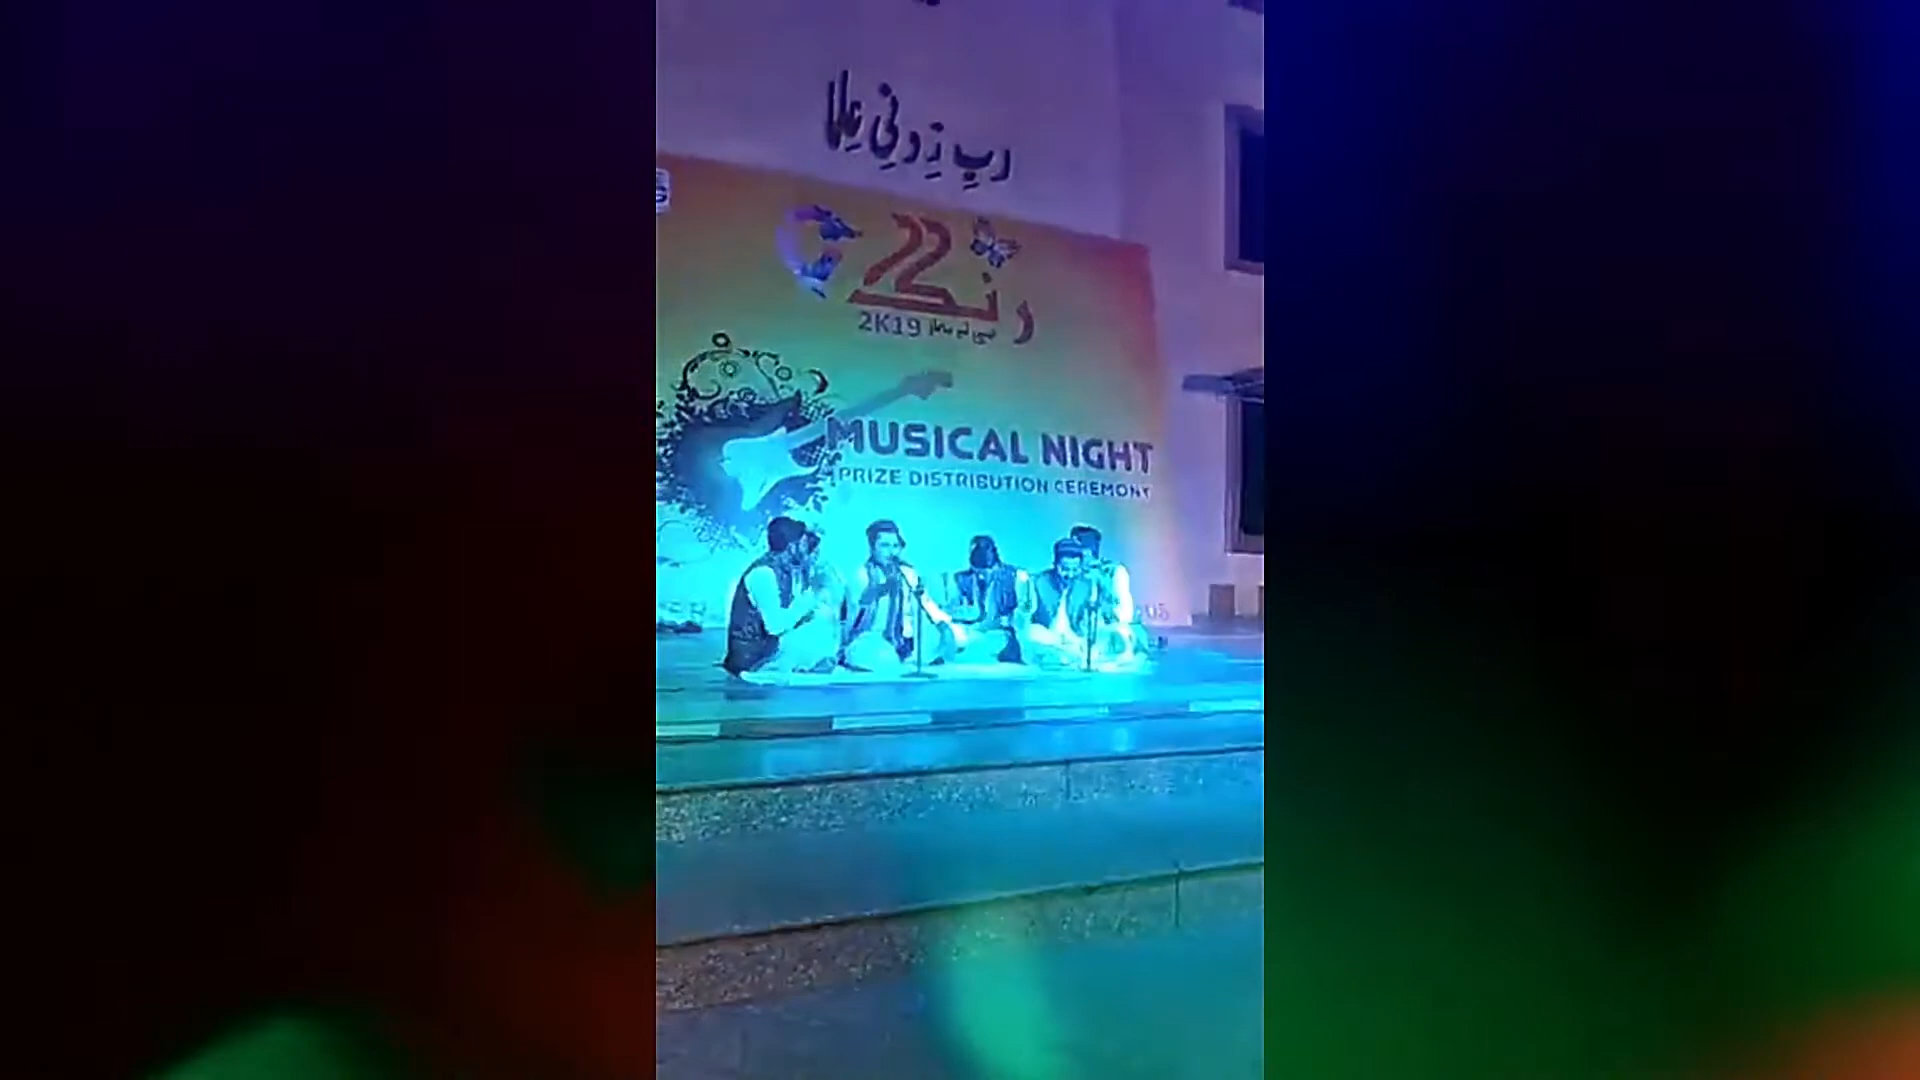 رب زدنی علما
رنگ
2K19
MUSICAL NIGHT
PRIZE DISTRIBUTION CEREMONY